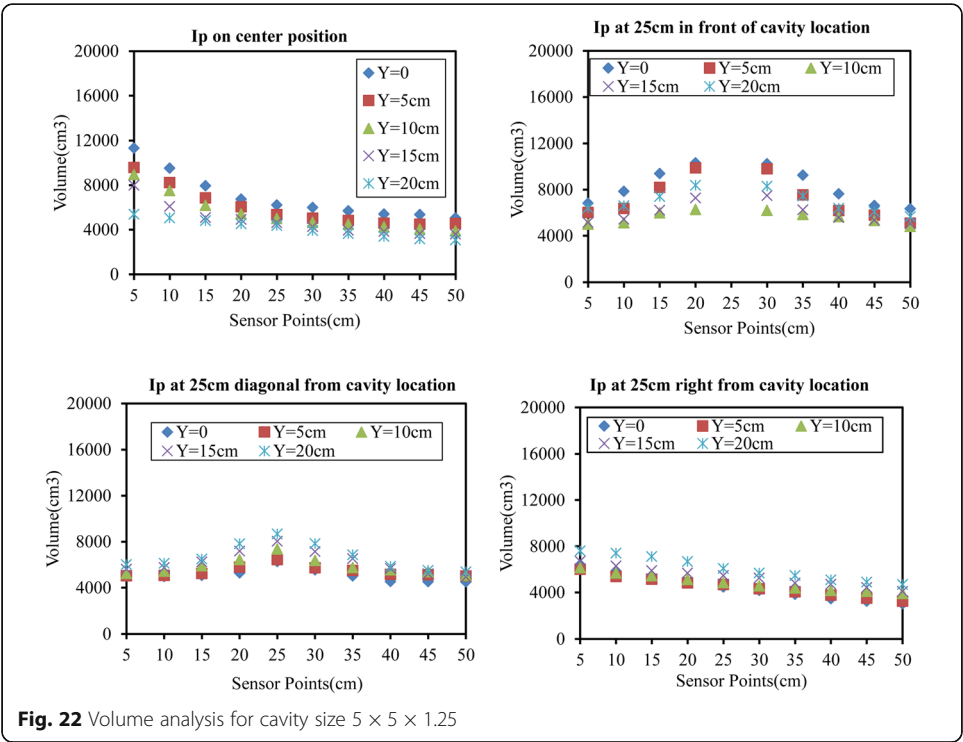 Ip on center position
20000
16000
12000
8000
4000
0
Volume(cm3)
Y=0
Y=5cm
Y=10cm
Y=15cm
Y=20cm
5 10 15 20 25 30 35 40 45 50
Sensor Points(cm)
Ip at 25cm in front of cavity location
20000
16000
12000
8000
4000
0
Volume(cm3)
Y=0 Y=5cm Y=10cm
Y=15cm Y=20cm
5 10 15 20 25 30 35 40 45 50
Sensor Points(cm)
Ip at 25cm diagonal from cavity location
20000
16000
12000
8000
4000
0
Volume(cm3)
Y=0 Y=5cm Y=10cm
Y=15cm Y=20cm
5 10 15 20 25 30 35 40 45 50
Sensor Points(cm)
Ip at 25cm right from cavity location
20000
16000
12000
8000
4000
0
Volume(cm3)
Y=0 Y=5cm Y=10cm
Y=15cm Y=20cm
5 10 15 20 25 30 35 40 45 50
Sensor Points(cm)
Fig. 22 Volume analysis for cavity size 5 × 5 × 1.25